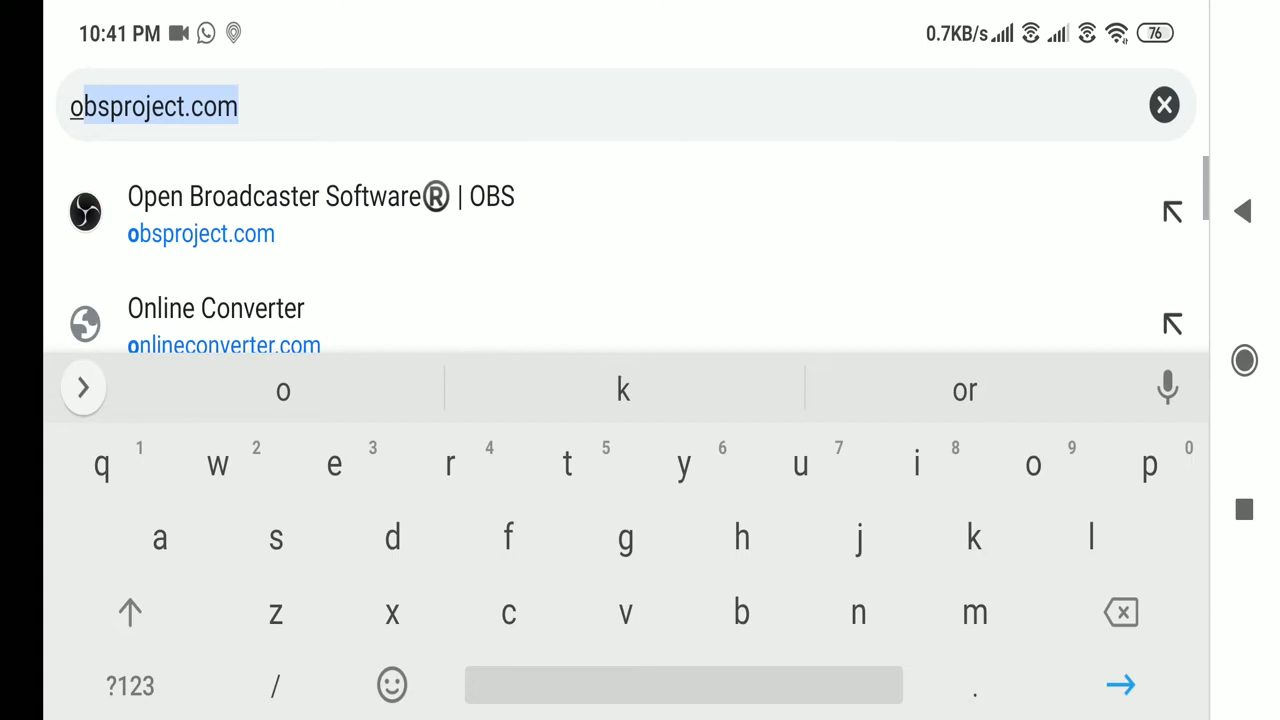 10:41 PM
0.7KB/s
76
obsproject.com
Open Broadcaster Software® | OBS
obsproject.com
Online Converter
onlineconverter.com
o k or
q 1 w 2 e 3 r 4 t 5 y 6 u 7 i 8 o 9 p 0
a s d f g h j k l
z x c v b n m
?123 / .